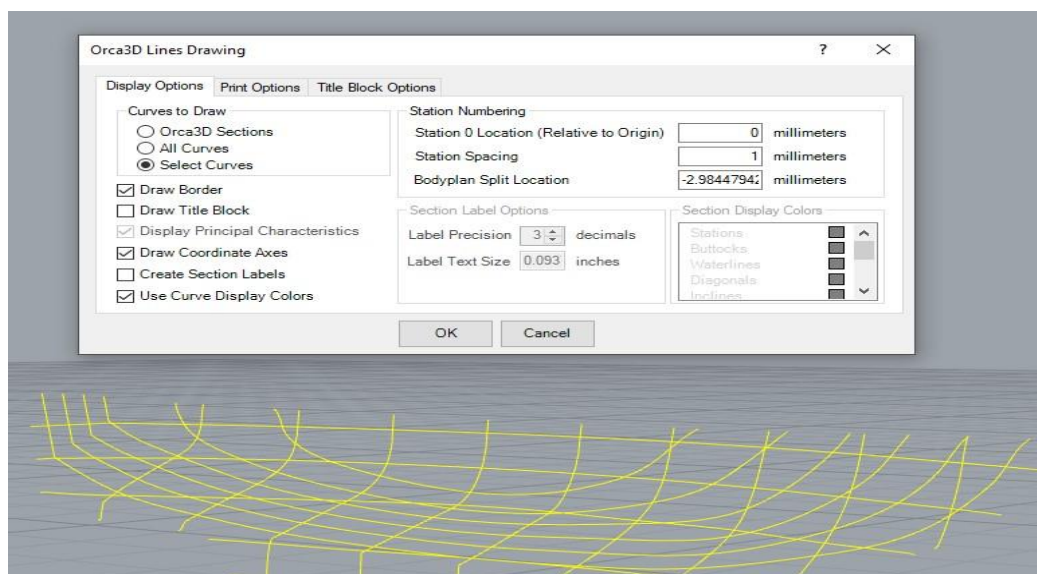 Orca3D Lines Drawing ? ×
Display Options Print Options Title Block Options
Curves to Draw
Orca3D Sections
All Curves
Select Curves
Draw Border
Draw Title Block
Display Principal Characteristics
Draw Coordinate Axes
Create Section Labels
Use Curve Display Colors
Station Numbering
Station 0 Location (Relative to Origin) 0 millimeters
Station Spacing 1 millimeters
Bodyplan Split Location -2.98447942 millimeters
Section Label Options
Label Precision 3 decimals
Label Text Size 0.093 inches
Section Display Colors
Stations
Buttocks
Waterlines
Diagonals
Inclines
OK Cancel